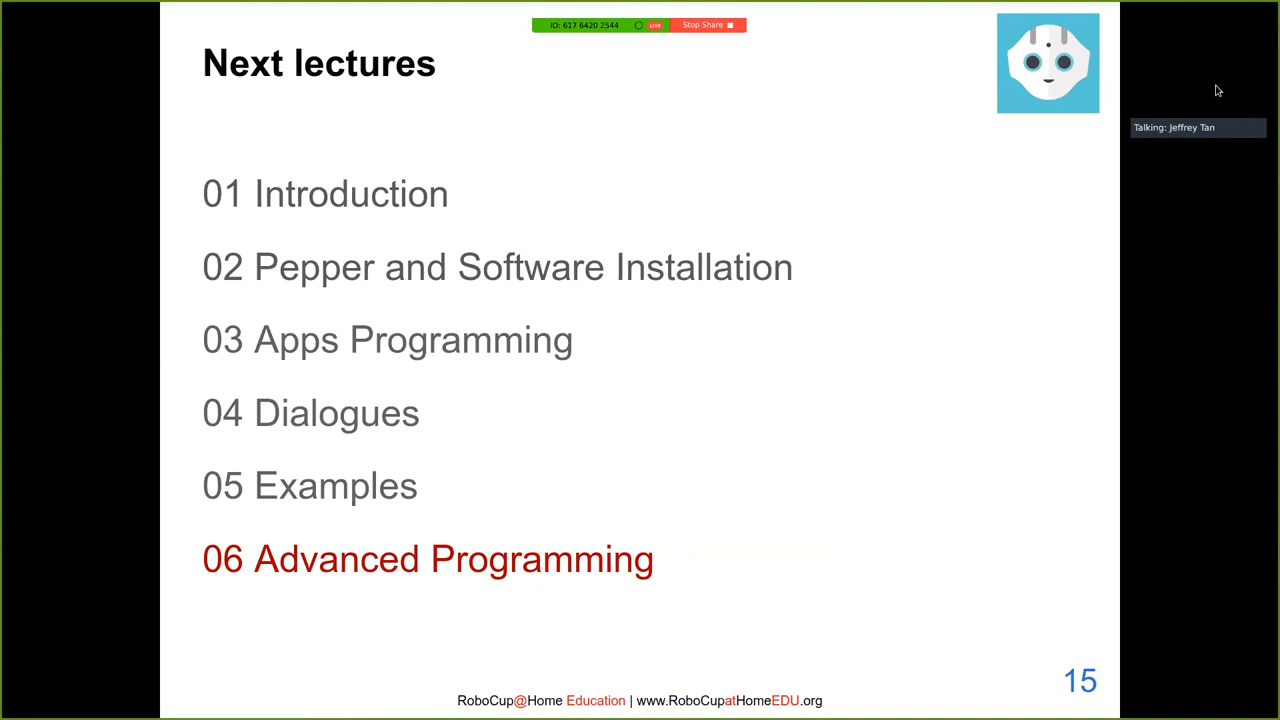 ID: 617 6420 2544 LIVE Stop Share
Next lectures
Talking: Jeffrey Tan
01 Introduction
02 Pepper and Software Installation
03 Apps Programming
04 Dialogues
05 Examples
06 Advanced Programming
15
RoboCup@Home Education | www.RoboCupatHomeEDU.org